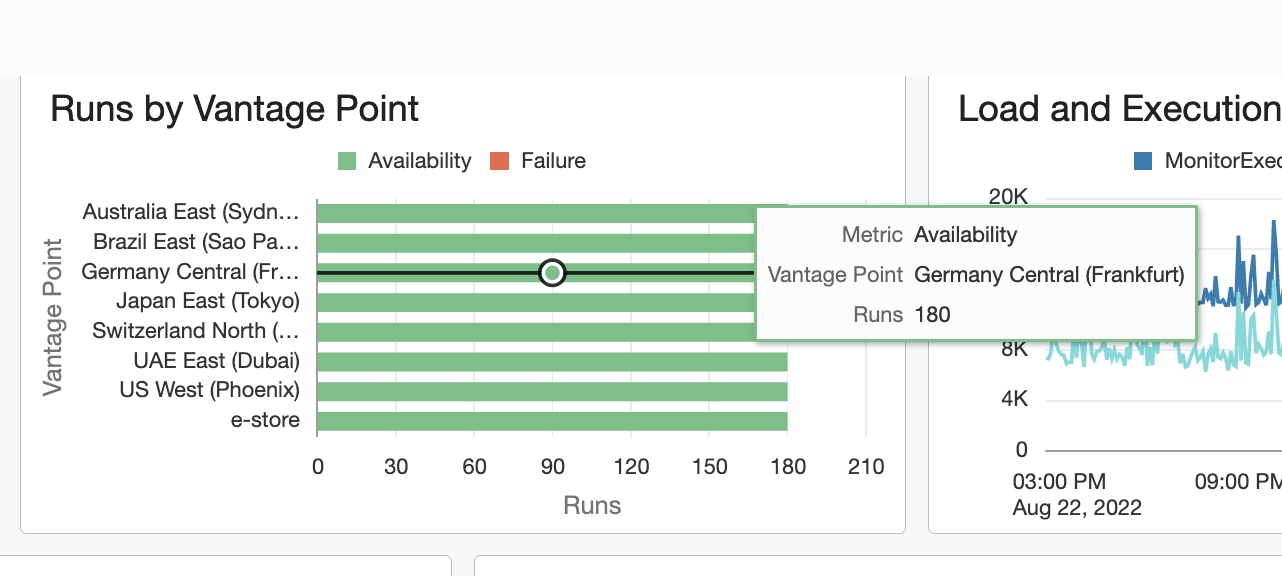 Runs by Vantage Point
Availability Failure
Vantage Point
Australia East (Sydn...
Brazil East (Sao Pa...
Germany Central (Fr...
Japan East (Tokyo)
Switzerland North (...
UAE East (Dubai)
US West (Phoenix)
e-store
0 30 60 90 120 150 180 210
Runs
Metric Availability
Vantage Point Germany Central (Frankfurt)
Runs 180
Load and Execution
MonitorExec
20K
8K
4K
0
03:00 PM 09:00 PM
Aug 22, 2022